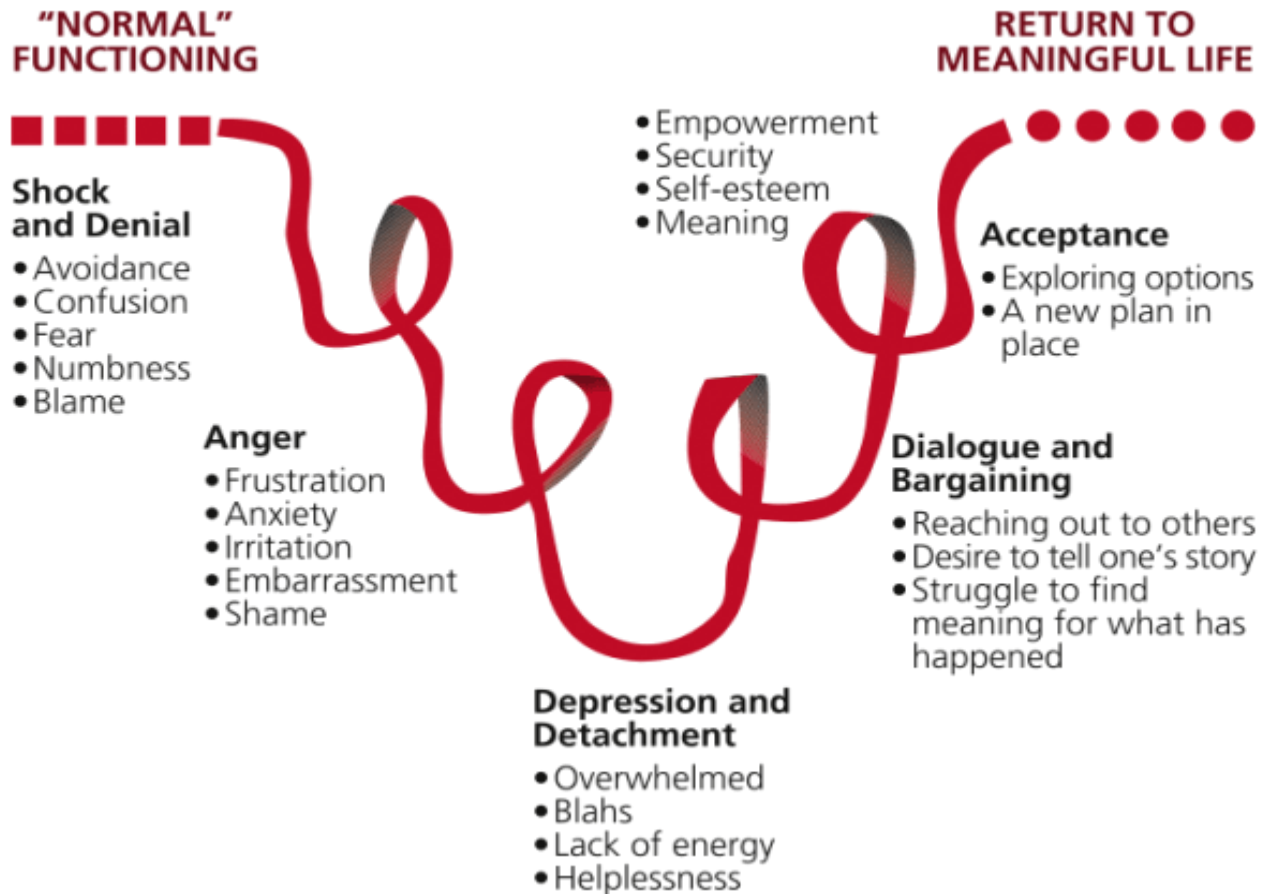 “NORMAL”
FUNCTIONING
RETURN TO
MEANINGFUL LIFE
Shock
and Denial
•Avoidance
•Confusion
•Fear
•Numbness
•Blame
Anger
•Frustration
•Anxiety
•Irritation
•Embarrassment
•Shame
Depression and
Detachment
•Overwhelmed
•Blahs
•Lack of energy
•Helplessness
Dialogue and
Bargaining
•Reaching out to others
•Desire to tell one’s story
•Struggle to find
meaning for what has
happened
•Empowerment
•Security
•Self-esteem
•Meaning
Acceptance
•Exploring options
•A new plan in
place